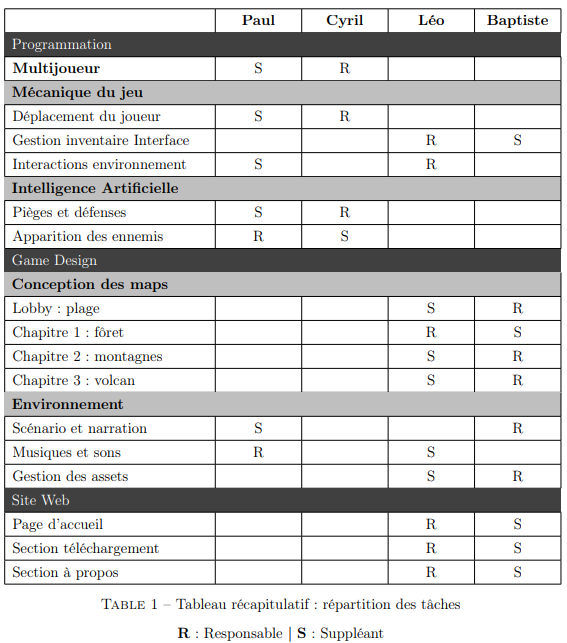 Paul Cyril Léo Baptiste
Programmation
Multijoueur S R
Mécanique du jeu
Déplacement du joueur S R
Gestion inventaire Interface R S
Interactions environnement S R
Intelligence Artificielle
Pièges et défenses S R
Apparition des ennemis R S
Game Design
Conception des maps
Lobby : plage S R
Chapitre 1 : fôret R S
Chapitre 2 : montagnes S R
Chapitre 3 : volcan S R
Environnement
Scénario et narration S R
Musiques et sons R S
Gestion des assets S R
Site Web
Page d'accueil R S
Section téléchargement R S
Section à propos R S
Table 1 – Tableau récapitulatif : répartition des tâches
R : Responsable | S : Suppléant